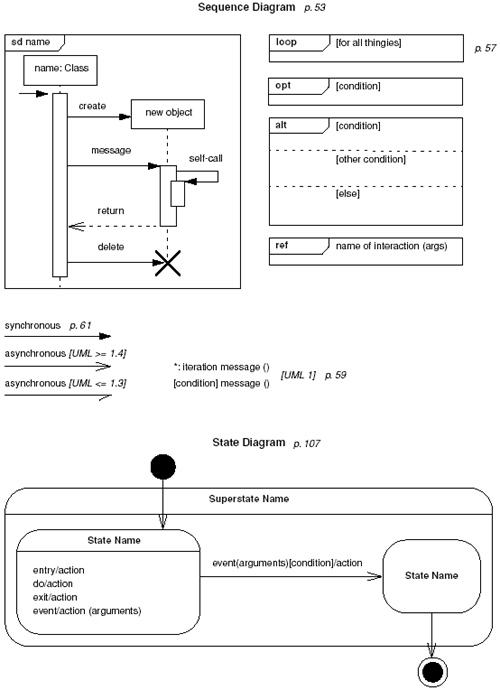 Sequence Diagram p. 53
sd name
name: Class
create
new object
message
self-call
return
delete
loop [for all thingies]
p. 57
opt [condition]
alt [condition]
[other condition]
[else]
ref name of interaction (args)
synchronous p. 61
asynchronous [UML >= 1.4]
asynchronous [UML <= 1.3]
*: iteration message ()
[condition] message ()
[UML 1] p. 59
State Diagram p. 107
Superstate Name
State Name
entry/action
do/action
exit/action
event/action (arguments)
event(arguments)[condition]/action
State Name